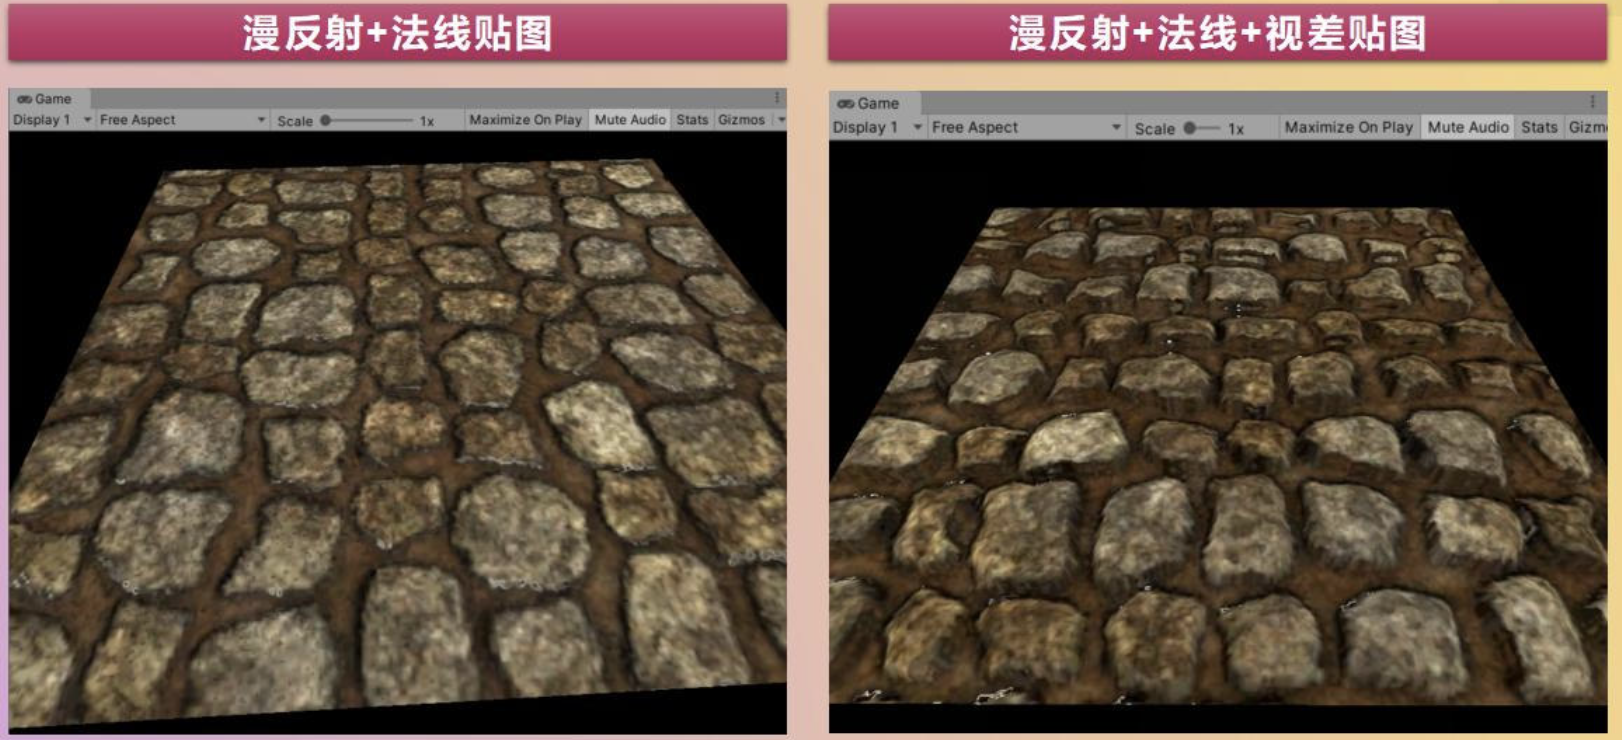 漫反射+法线贴图
漫反射+法线+视差贴图
Game
Display 1 Free Aspect Scale 1x Maximize On Play Mute Audio Stats Gizmos
Game
Display 1 Free Aspect Scale 1x Maximize On Play Mute Audio Stats Gizm